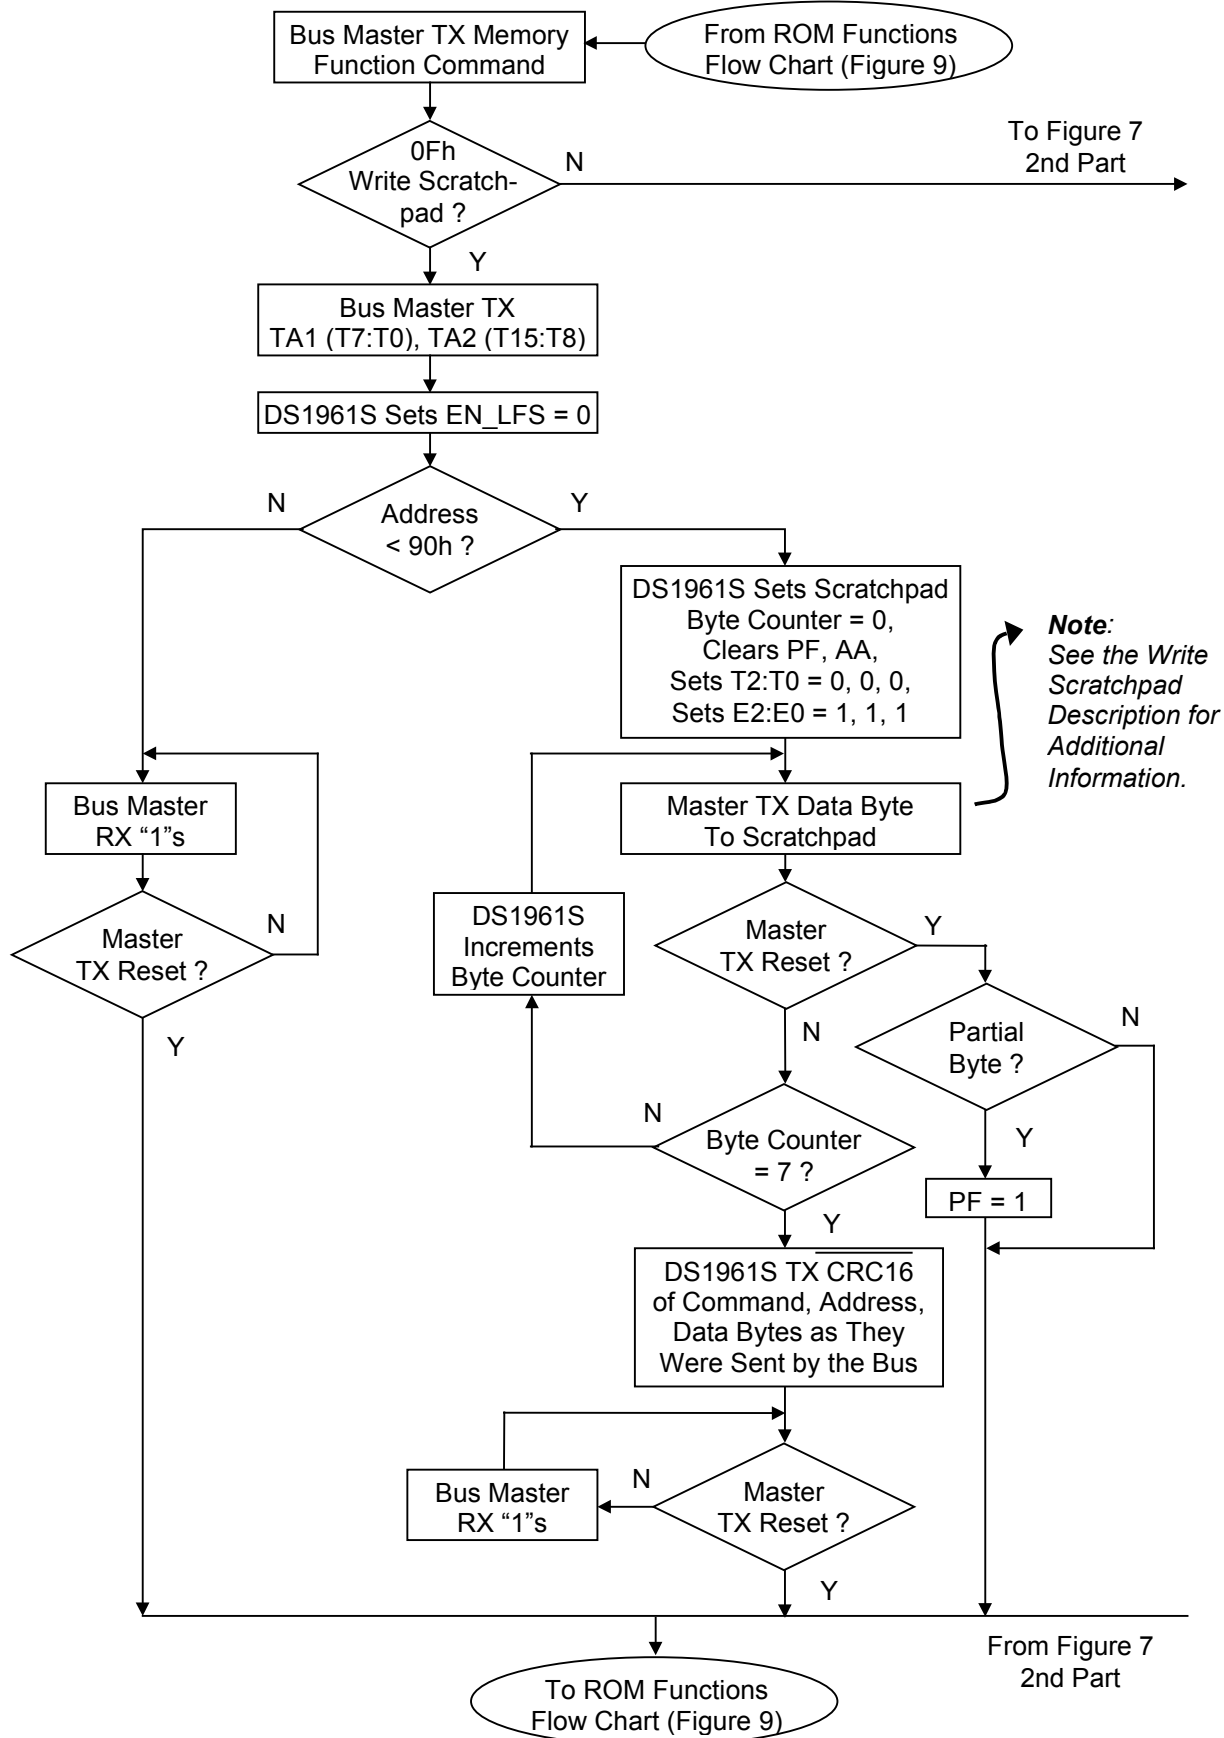 Bus Master TX Memory
Function Command
From ROM Functions
Flow Chart (Figure 9)
To Figure 7
2nd Part
0Fh
Write Scratch-
pad ?
N
Y
Bus Master TX
TA1 (T7:T0), TA2 (T15:T8)
DS1961S Sets EN_LFS = 0
N
Y
Address
< 90h ?
DS1961S Sets Scratchpad
Byte Counter = 0,
Clears PF, AA,
Sets T2:T0 = 0, 0, 0,
Sets E2:E0 = 1, 1, 1
Note:
See the Write
Scratchpad
Description for
Additional
Information.
Bus Master
RX “1”s
Master TX Data Byte
To Scratchpad
Master
TX Reset ?
N
Y
DS1961S
Increments
Byte Counter
Master
TX Reset ?
Y
N
Partial
Byte ?
N
Y
PF = 1
Byte Counter
= 7 ?
N
Y
DS1961S TX CRC16
of Command, Address,
Data Bytes as They
Were Sent by the Bus
Bus Master
RX “1”s
N
Master
TX Reset ?
Y
From Figure 7
2nd Part
To ROM Functions
Flow Chart (Figure 9)